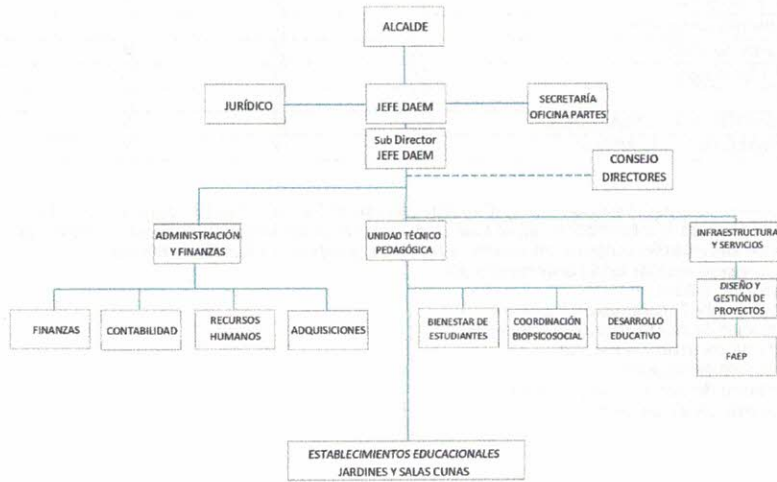 ALCALDE
JURÍDICO
JEFE DAEM
SECRETARÍA
OFICINA PARTES
Sub Director
JEFE DAEM
CONSEJO
DIRECTORES
ADMINISTRACIÓN
Y FINANZAS
UNIDAD TÉCNICO
PEDAGÓGICA
INFRAESTRUCTURA
Y SERVICIOS
FINANZAS
CONTABILIDAD
RECURSOS
HUMANOS
ADQUISICIONES
BIENESTAR DE
ESTUDIANTES
COORDINACIÓN
BIOPSICOSOCIAL
DESARROLLO
EDUCATIVO
DISEÑO Y
GESTIÓN DE
PROYECTOS
FAEP
ESTABLECIMIENTOS EDUCACIONALES
JARDINES Y SALAS CUNAS